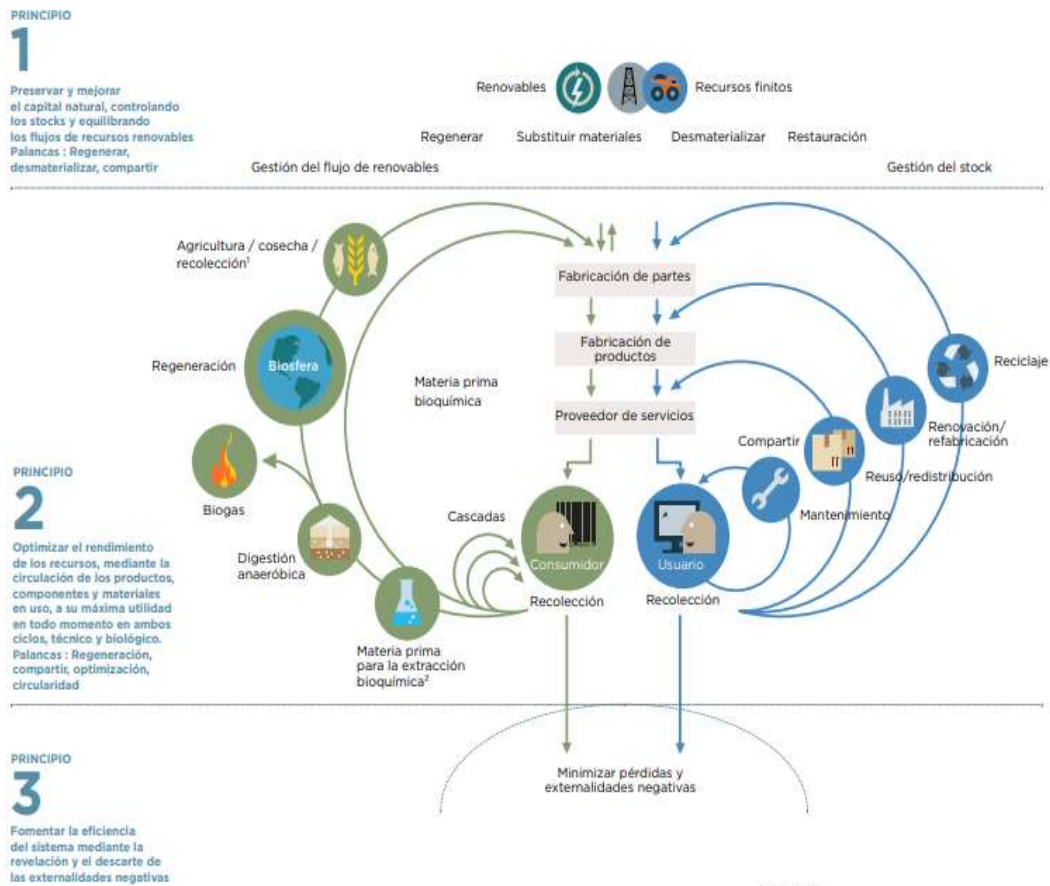 PRINCIPIO
1
Preservar y mejorar
el capital natural, controlando
los stocks y equilibrando
los flujos de recursos renovables
Palancas : Regenerar,
desmaterializar, compartir
Renovables
Recursos finitos
Regenerar
Substituir materiales
Desmaterializar
Restauración
Gestión del flujo de renovables
Gestión del stock
PRINCIPIO
2
Optimizar el rendimiento
de los recursos, mediante la
circulación de los productos,
componentes y materiales
en uso, a su máxima utilidad
en todo momento en ambos
ciclos, técnico y biológico.
Palancas : Regeneración,
compartir, optimización,
circularidad
Agricultura / cosecha /
recolección¹
Regeneración
Biosfera
Biogas
Digestión
anaeróbica
Materia prima
para la extracción
bioquímica²
Materia prima
bioquímica
Cascadas
Fabricación de partes
Fabricación de
productos
Proveedor de servicios
Consumidor
Recolección
Usuario
Recolección
Compartir
Mantenimiento
Reuso/redistribución
Renovación/
refabricación
Reciclaje
PRINCIPIO
3
Fomentar la eficiencia
del sistema mediante la
revelación y el descarte de
las externalidades negativas
Minimizar pérdidas y
externalidades negativas